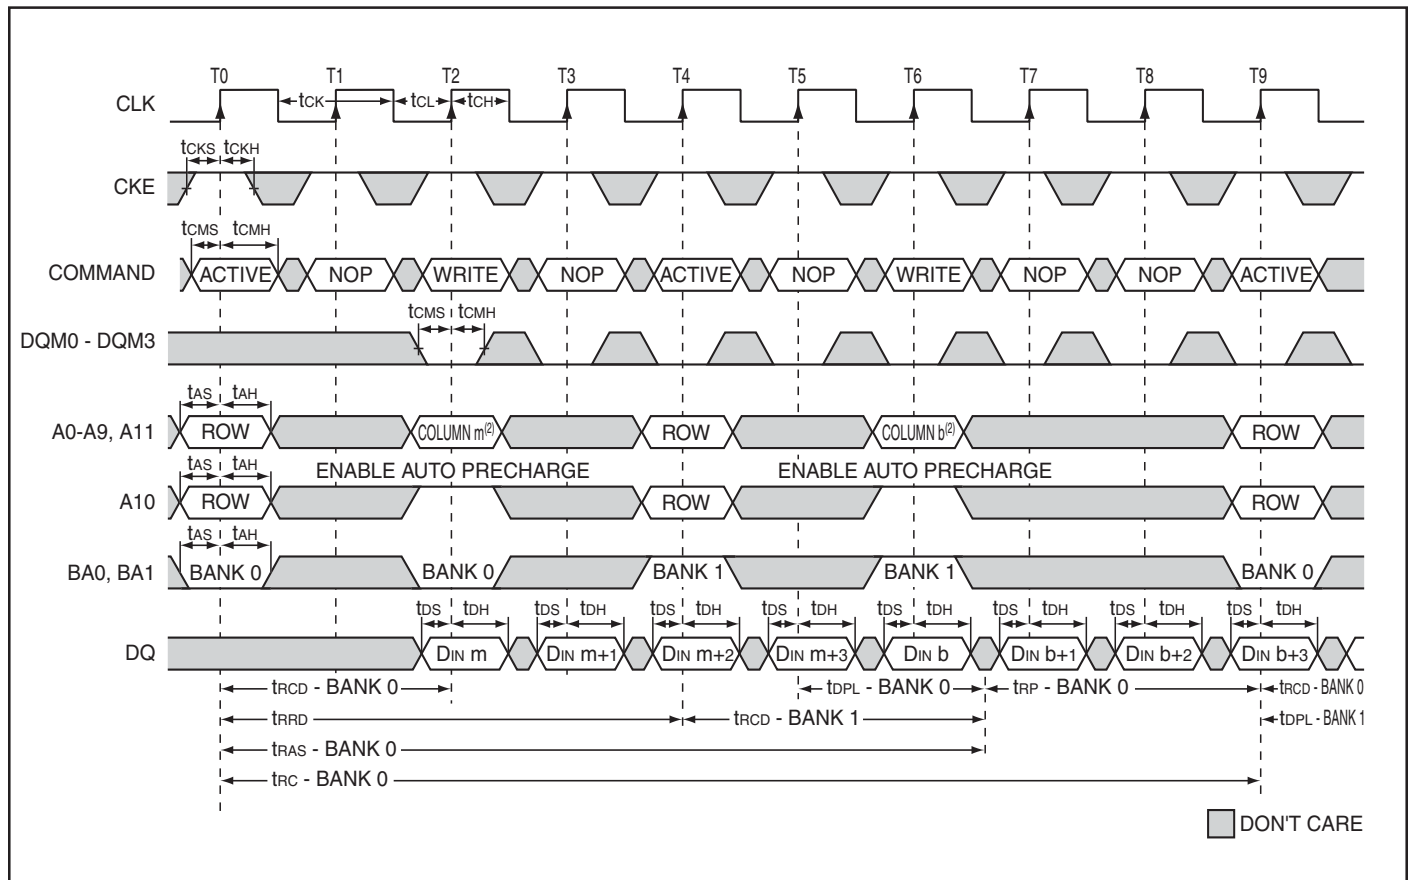 T0 T1 T2 T3 T4 T5 T6 T7 T8 T9
CLK tCK tCL tCH
tCKS tCKH
CKE
tCMS tCMH
COMMAND ACTIVE NOP WRITE NOP ACTIVE NOP WRITE NOP NOP ACTIVE
tCMS tCMH
DQM0 - DQM3
tAS tAH
A0-A9, A11 ROW COLUMN m(2) ROW COLUMN b(2) ROW
tAS tAH ENABLE AUTO PRECHARGE ENABLE AUTO PRECHARGE
A10 ROW ROW ROW
tAS tAH
BA0, BA1 BANK 0 BANK 0 BANK 1 BANK 1 BANK 0
tDS tDH tDS tDH tDS tDH tDS tDH tDS tDH tDS tDH tDS tDH tDS tDH
DQ DIN m DIN m+1 DIN m+2 DIN m+3 DIN b DIN b+1 DIN b+2 DIN b+3
tRCD - BANK 0 tDPL - BANK 0 tRP - BANK 0 tRCD - BANK 0
tRRD tRCD - BANK 1 tDPL - BANK 1
tRAS - BANK 0
tRC - BANK 0
DON'T CARE